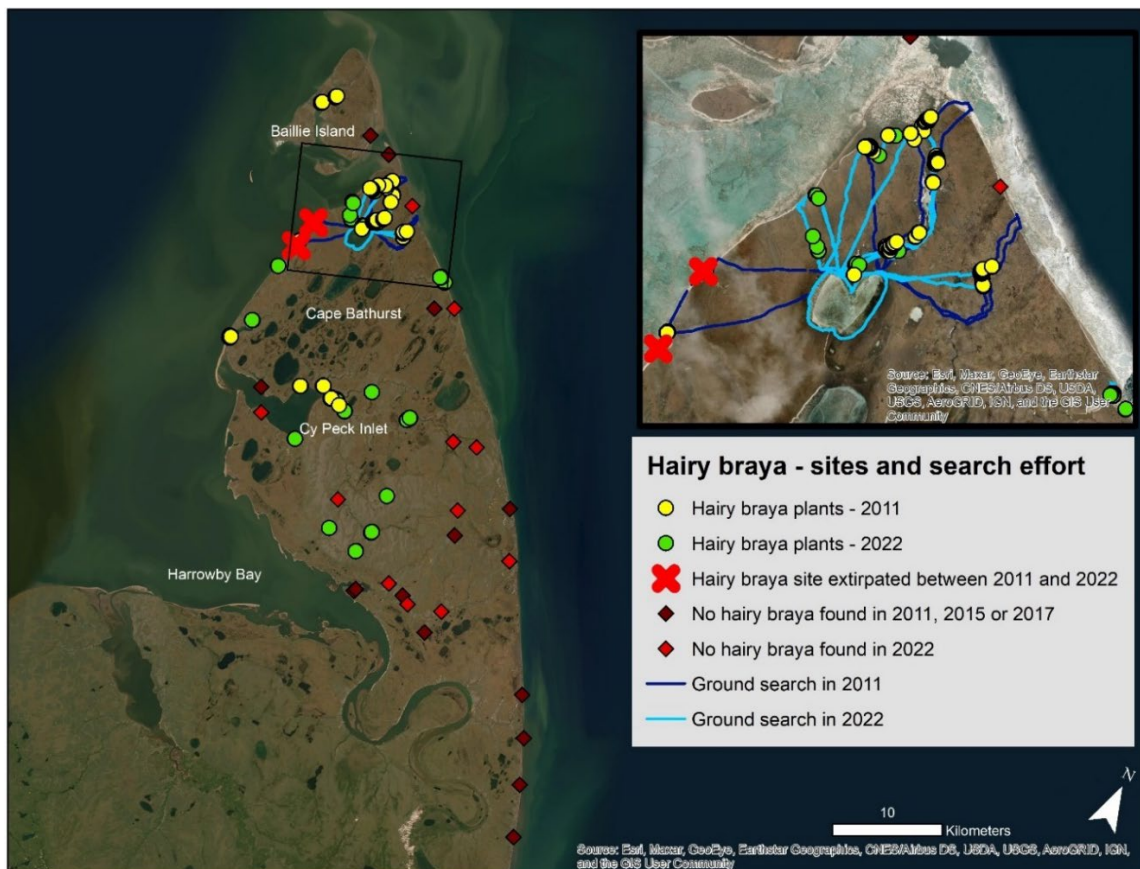 Baillie Island
Cape Bathurst
Cy Peck Inlet
Harrowby Bay
Source: Esri, Maxar, GeoEye, Earthstar
Geographics, CNES/Airbus DS, USDA,
USGS, AeroGRID, IGN, and the GIS User
Community
Hairy braya - sites and search effort
Hairy braya plants - 2011
Hairy braya plants - 2022
Hairy braya site extirpated between 2011 and 2022
No hairy braya found in 2011, 2015 or 2017
No hairy braya found in 2022
Ground search in 2011
Ground search in 2022
N
10
Kilometers
Source: Esri, Maxar, GeoEye, Earthstar Geographics, CNES/Airbus DS, USDA, USGS, AeroGRID, IGN,
and the GIS User Community